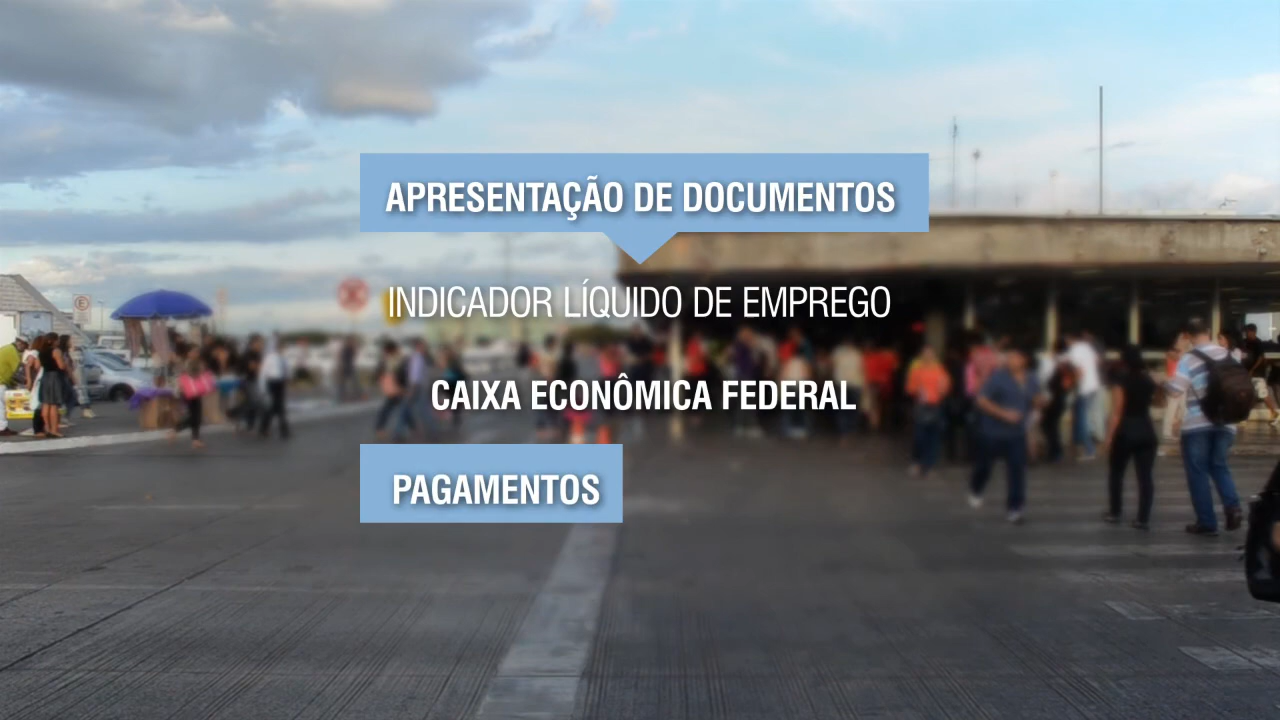 APRESENTAÇÃO DE DOCUMENTOS
INDICADOR LÍQUIDO DE EMPREGO
CAIXA ECONÔMICA FEDERAL
PAGAMENTOS